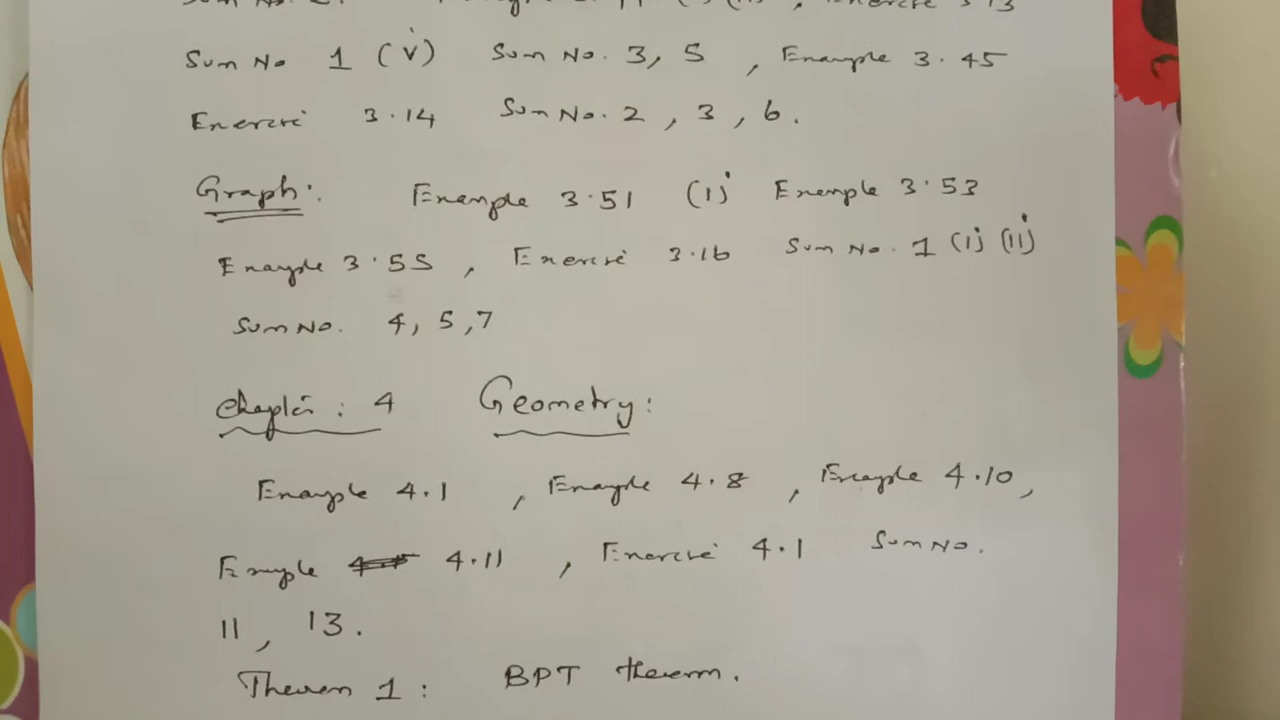 Sum No 1 (v) Sum No. 3, 5 , Example 3.45
Exercise 3.14 Sum No. 2 , 3 , 6 .
Graph: Example 3.51 (i) Example 3.53
Example 3.55 , Exercise 3.16 Sum No. 1 (i) (ii)
Sum No. 4, 5 ,7
Chapter : 4 Geometry:
Example 4.1 , Example 4.8 , Example 4.10 ,
Example 4.11 , Exercise 4.1 Sum No.
11 , 13 .
Theorem 1 : BPT theorem .